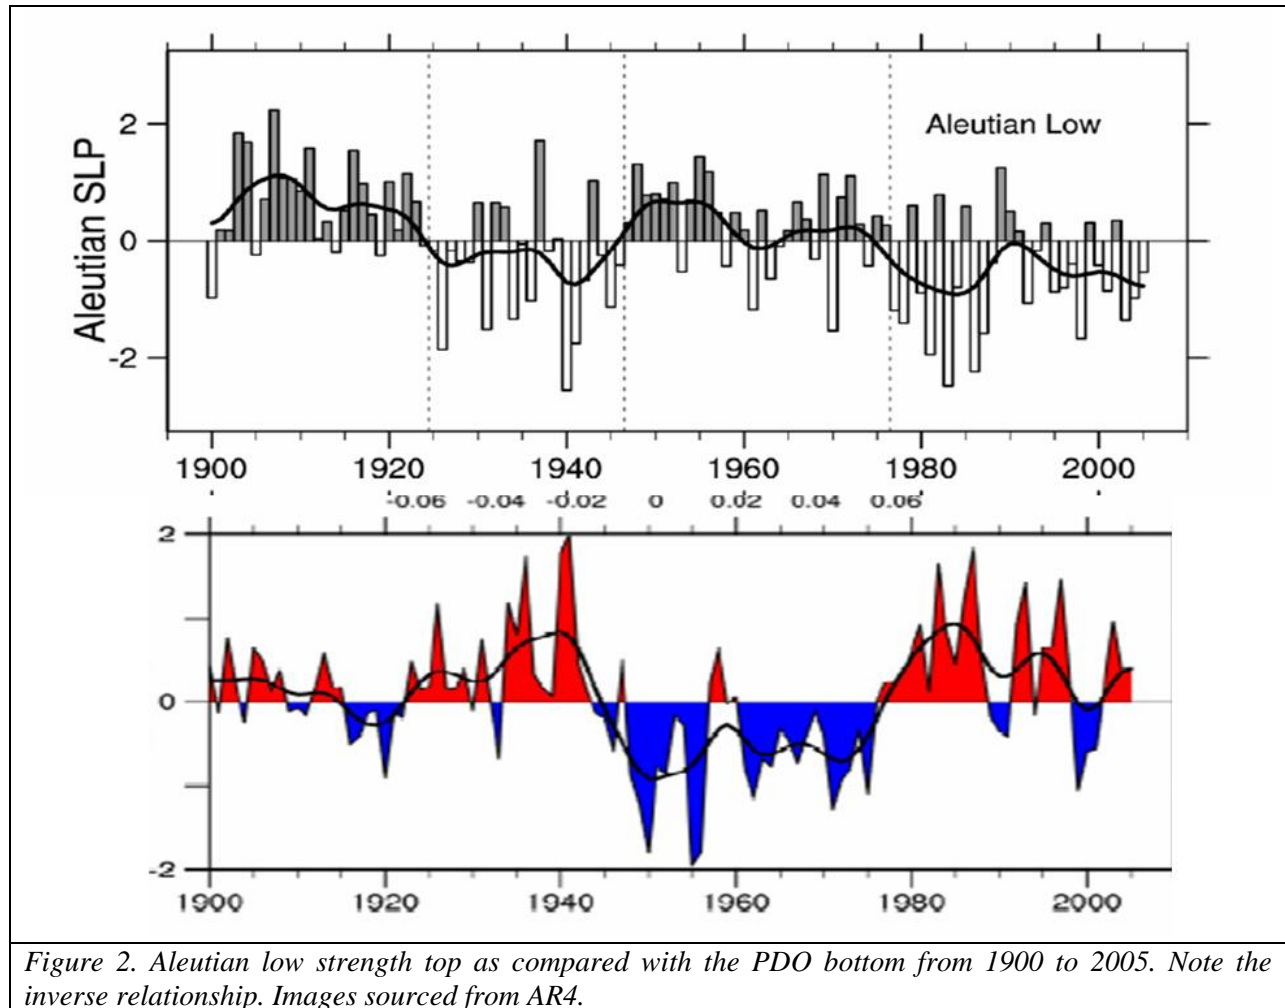 Aleutian Low
2
0
-2
Aleutian SLP
1900 1920 1940 1960 1980 2000
-0.06 -0.04 -0.02 0 0.02 0.04 0.06
2
0
-2
1900 1920 1940 1960 1980 2000
Figure 2. Aleutian low strength top as compared with the PDO bottom from 1900 to 2005. Note the
inverse relationship. Images sourced from AR4.